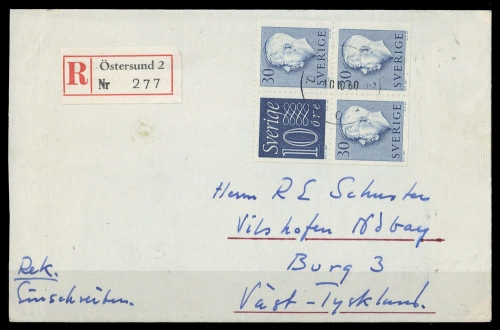 R Östersund 2
Nr 277
30 SVERIGE
30 SVERIGE
Sverige 10 öre
30 SVERIGE
Herrn R E Schuster
Vilshofen Ndbay
Burg 3
Väst-Tyskland.
Rek.
Einschreiben.